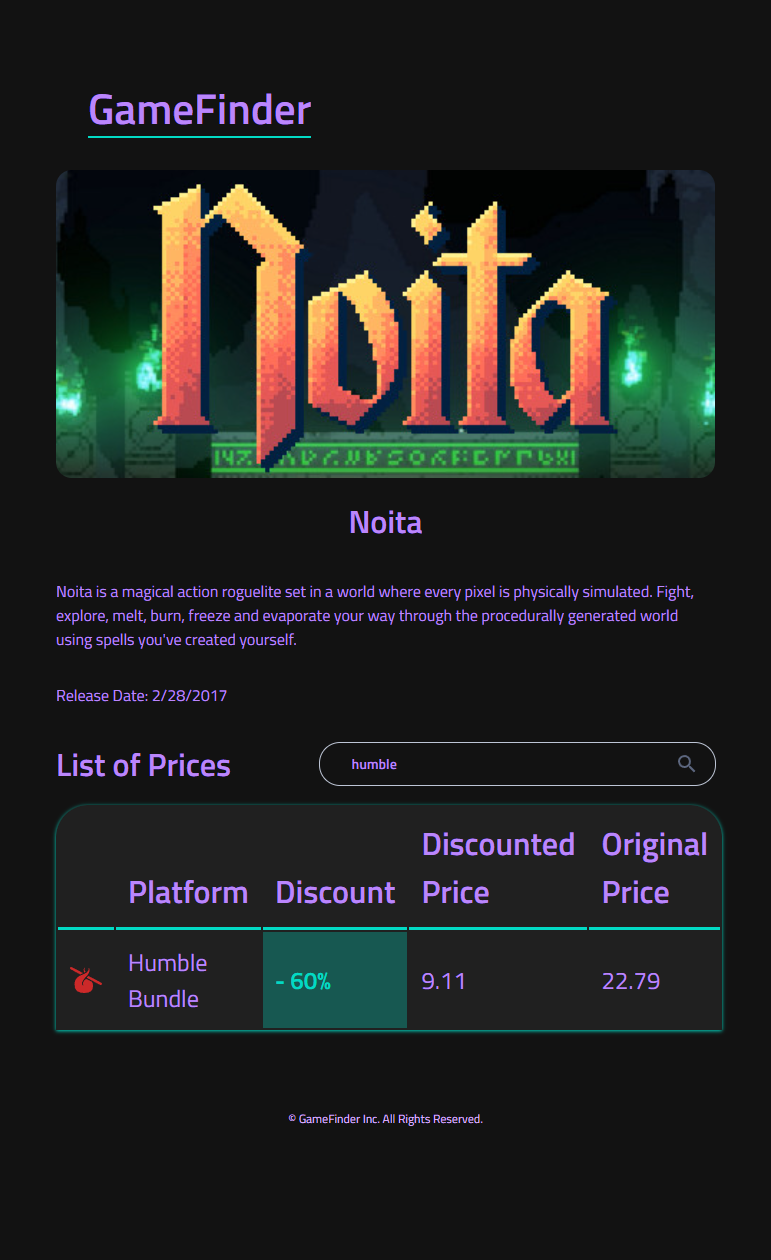 GameFinder
Noita
Noita
Noita is a magical action roguelite set in a world where every pixel is physically simulated. Fight,
explore, melt, burn, freeze and evaporate your way through the procedurally generated world
using spells you've created yourself.
Release Date: 2/28/2017
List of Prices
humble
Platform Discount Discounted Price Original Price
Humble Bundle - 60% 9.11 22.79
© GameFinder Inc. All Rights Reserved.